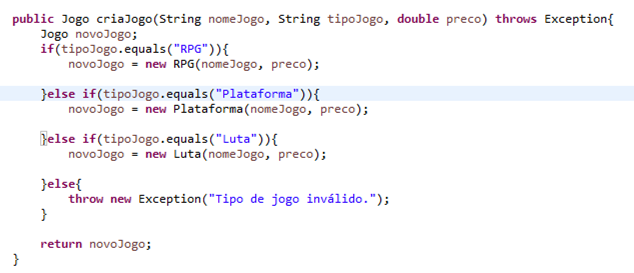 public Jogo criaJogo(String nomeJogo, String tipoJogo, double preco) throws Exception{
Jogo novoJogo;
if(tipoJogo.equals("RPG")){
novoJogo = new RPG(nomeJogo, preco);
}else if(tipoJogo.equals("Plataforma")){
novoJogo = new Plataforma(nomeJogo, preco);
}else if(tipoJogo.equals("Luta")){
novoJogo = new Luta(nomeJogo, preco);
}else{
throw new Exception("Tipo de jogo inválido.");
}
return novoJogo;
}